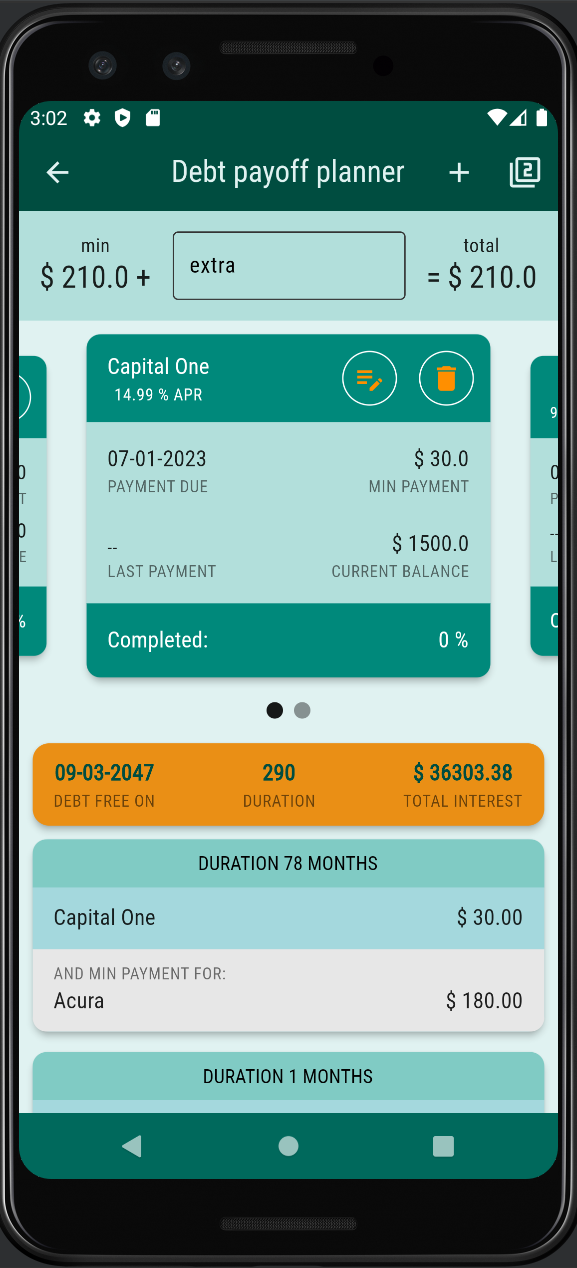 3:02
Debt payoff planner
2
min
$ 210.0 +
extra
total
= $ 210.0
Capital One
14.99 % APR
07-01-2023
$ 30.0
PAYMENT DUE
MIN PAYMENT
--
$ 1500.0
LAST PAYMENT
CURRENT BALANCE
Completed:
0 %
09-03-2047
290
$ 36303.38
DEBT FREE ON
DURATION
TOTAL INTEREST
DURATION 78 MONTHS
Capital One
$ 30.00
AND MIN PAYMENT FOR:
Acura
$ 180.00
DURATION 1 MONTHS